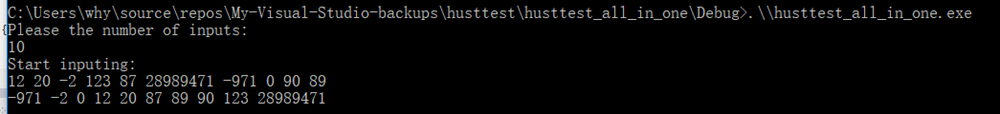 C:\Users\why\source\repos\My-Visual-Studio-backups\husttest\husttest_all_in_one\Debug>.\\husttest_all_in_one.exe
{Please the number of inputs:
10
Start inputing:
12 20 -2 123 87 28989471 -971 0 90 89
-971 -2 0 12 20 87 89 90 123 28989471